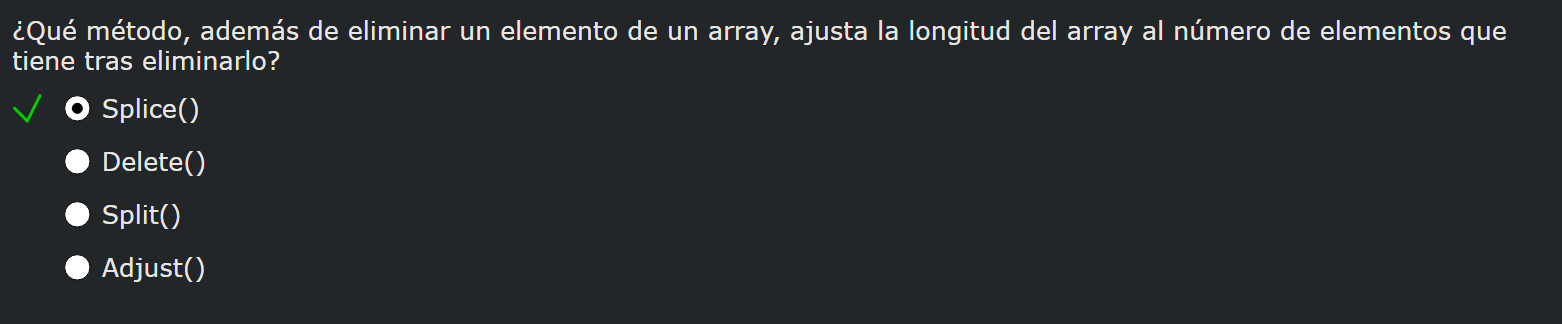 ¿Qué método, además de eliminar un elemento de un array, ajusta la longitud del array al número de elementos que
tiene tras eliminarlo?
Splice()
Delete()
Split()
Adjust()